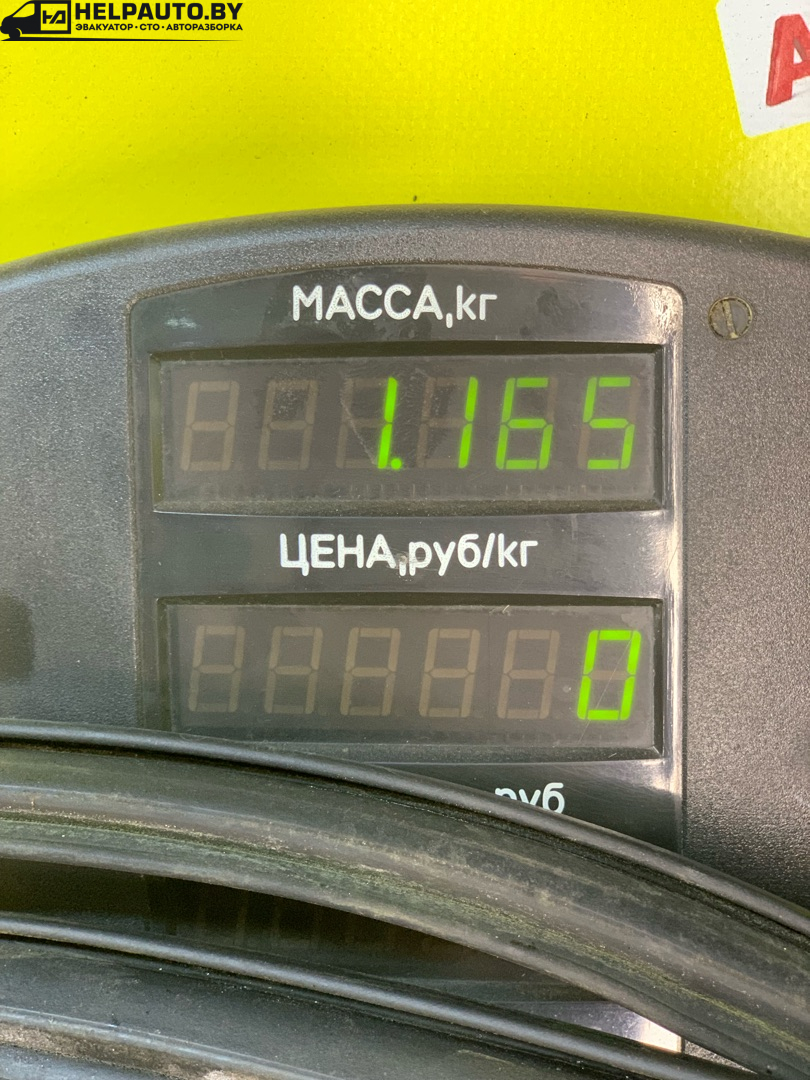 HELPAUTO.BY
ЭВАКУАТОР • СТО • АВТОРАЗБОРКА
МАССА,кг
1.165
ЦЕНА,руб/кг
0
руб